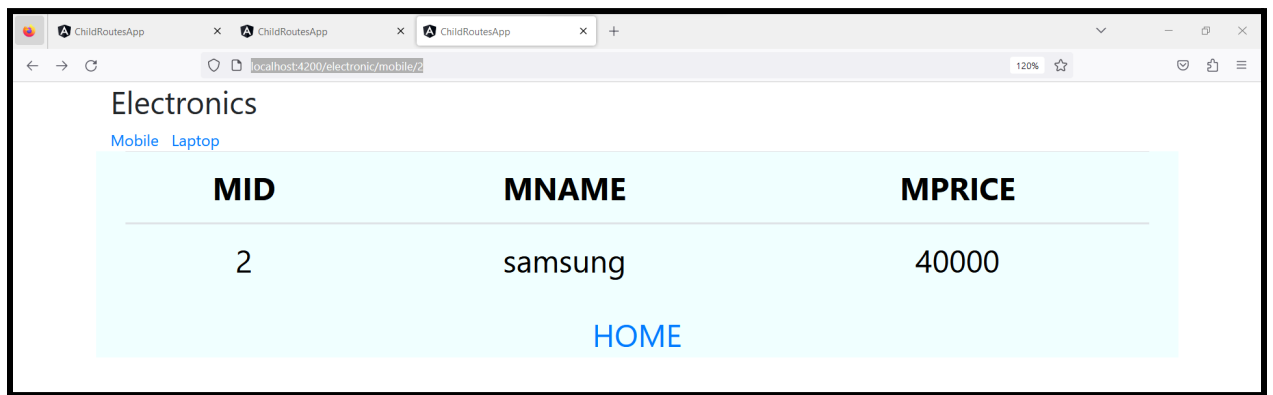 ChildRoutesApp ChildRoutesApp ChildRoutesApp
localhost:4200/electronic/mobile/2 120%
Electronics
Mobile Laptop
MID MNAME MPRICE
2 samsung 40000
HOME